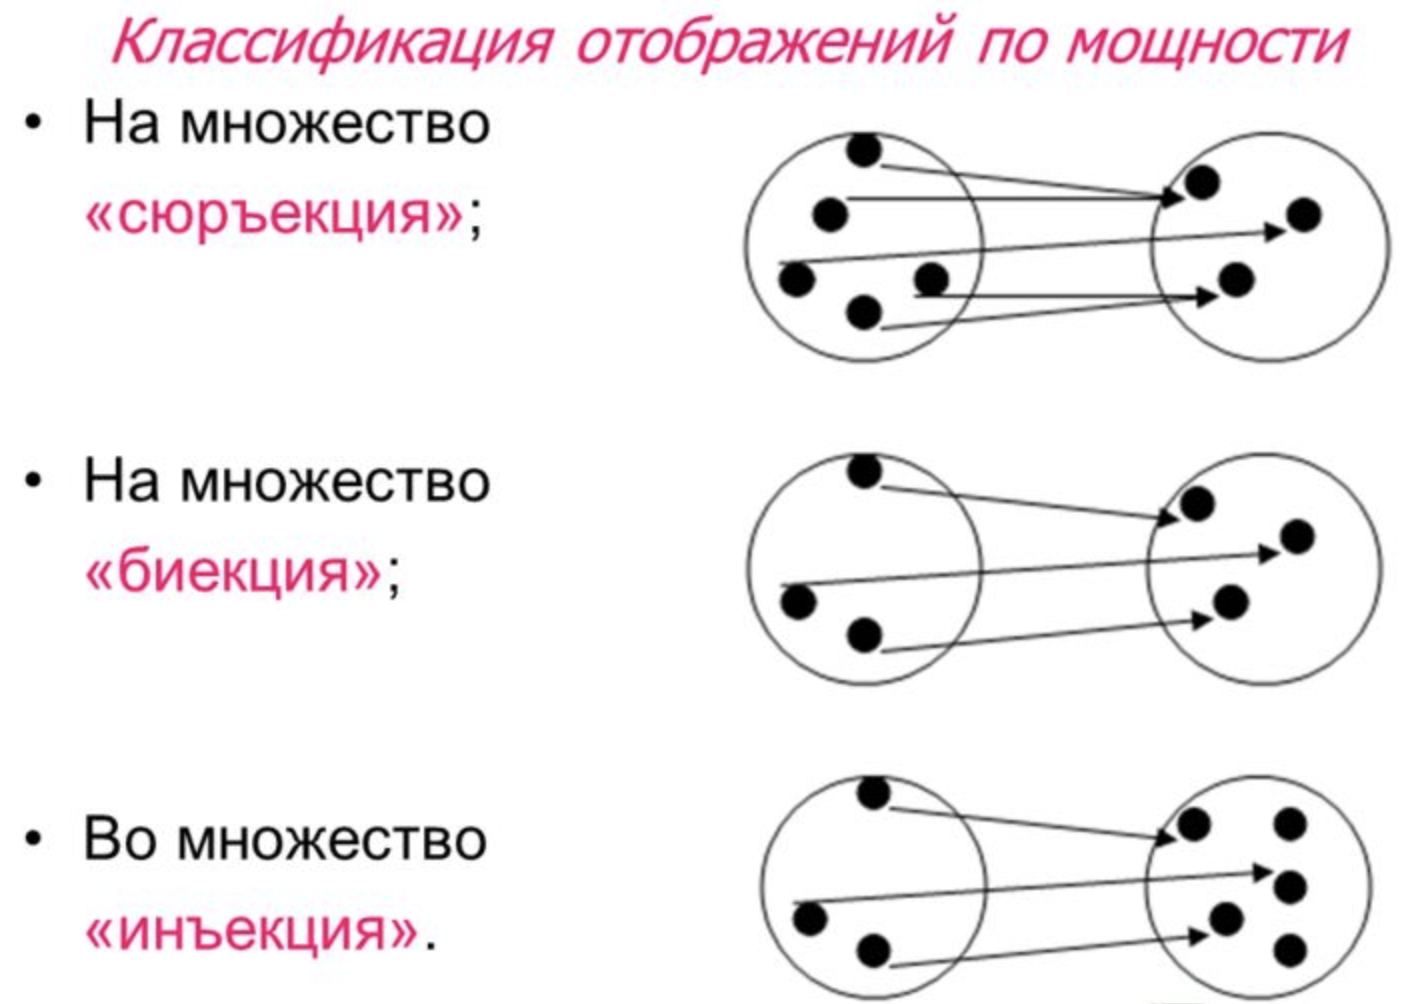 Классификация отображений по мощности
• На множество
«сюръекция»;
• На множество
«биекция»;
• Во множество
«инъекция».